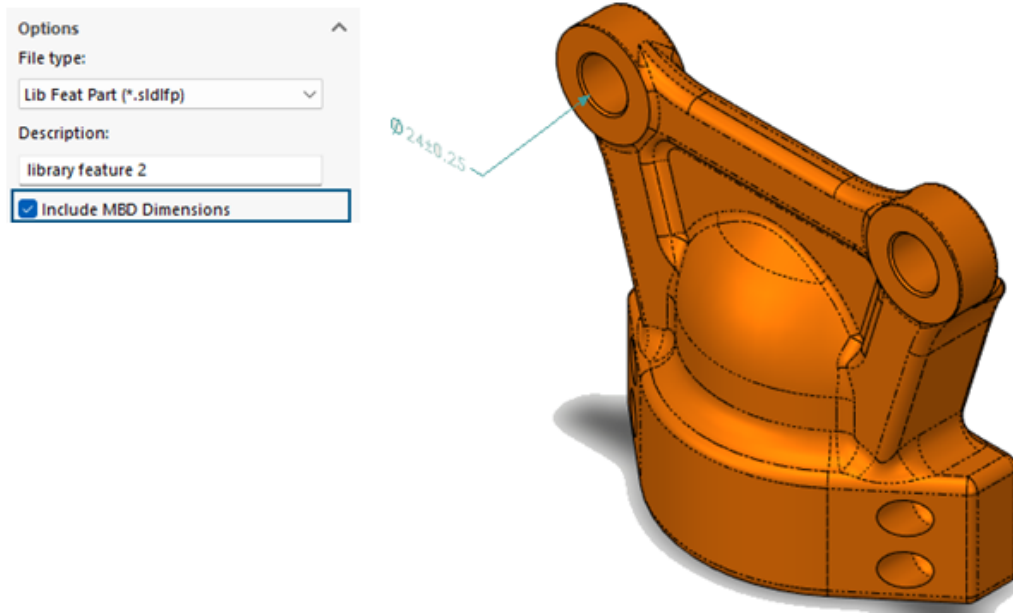 Options
File type:
Lib Feat Part (*.sldlfp)
Description:
library feature 2
Include MBD Dimensions
Ø24±0.25